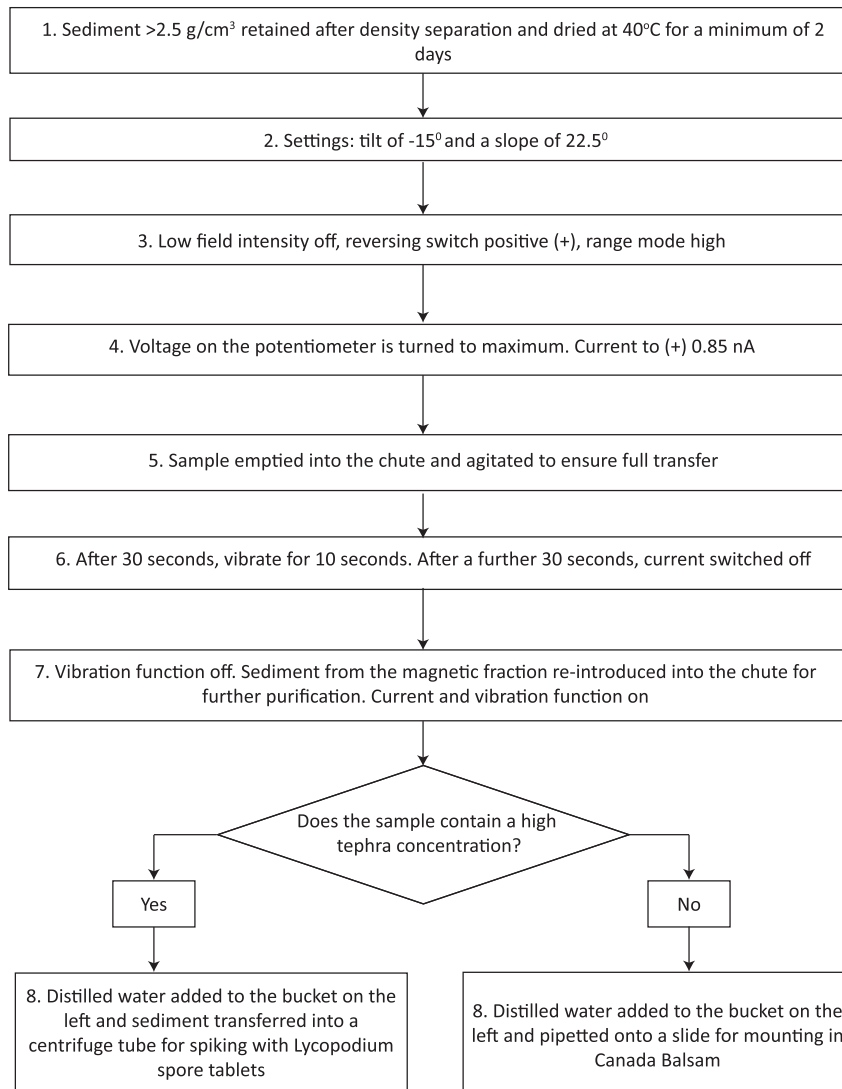 1. Sediment >2.5 g/cm³ retained after density separation and dried at 40ᵒC for a minimum of 2
days
2. Settings: tilt of -15⁰ and a slope of 22.5⁰
3. Low field intensity off, reversing switch positive (+), range mode high
4. Voltage on the potentiometer is turned to maximum. Current to (+) 0.85 nA
5. Sample emptied into the chute and agitated to ensure full transfer
6. After 30 seconds, vibrate for 10 seconds. After a further 30 seconds, current switched off
7. Vibration function off. Sediment from the magnetic fraction re-introduced into the chute for
further purification. Current and vibration function on
Does the sample contain a high
tephra concentration?
Yes
No
8. Distilled water added to the bucket on the
left and sediment transferred into a
centrifuge tube for spiking with Lycopodium
spore tablets
8. Distilled water added to the bucket on the
left and pipetted onto a slide for mounting in
Canada Balsam